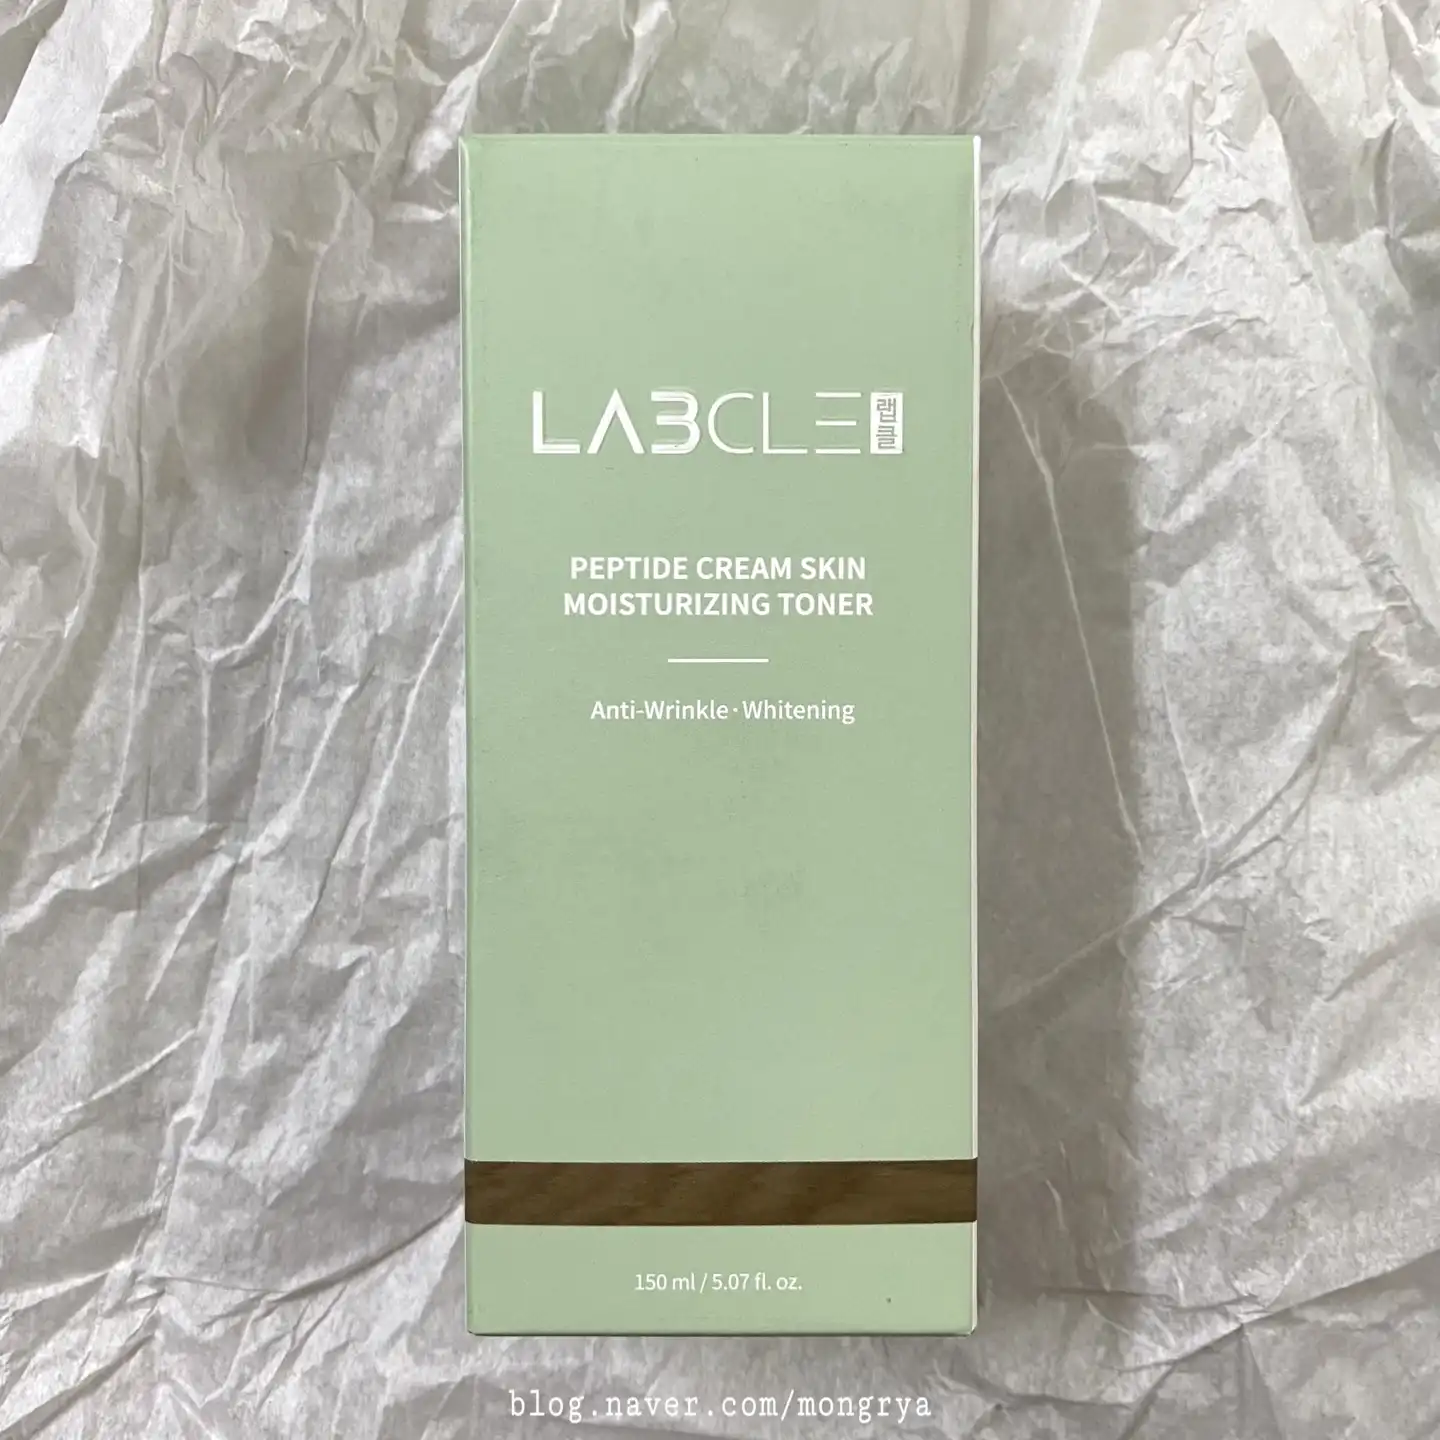 LABCLE 랩클
PEPTIDE CREAM SKIN
MOISTURIZING TONER
Anti-Wrinkle · Whitening
150 ml / 5.07 fl. oz.
blog.naver.com/mongrya